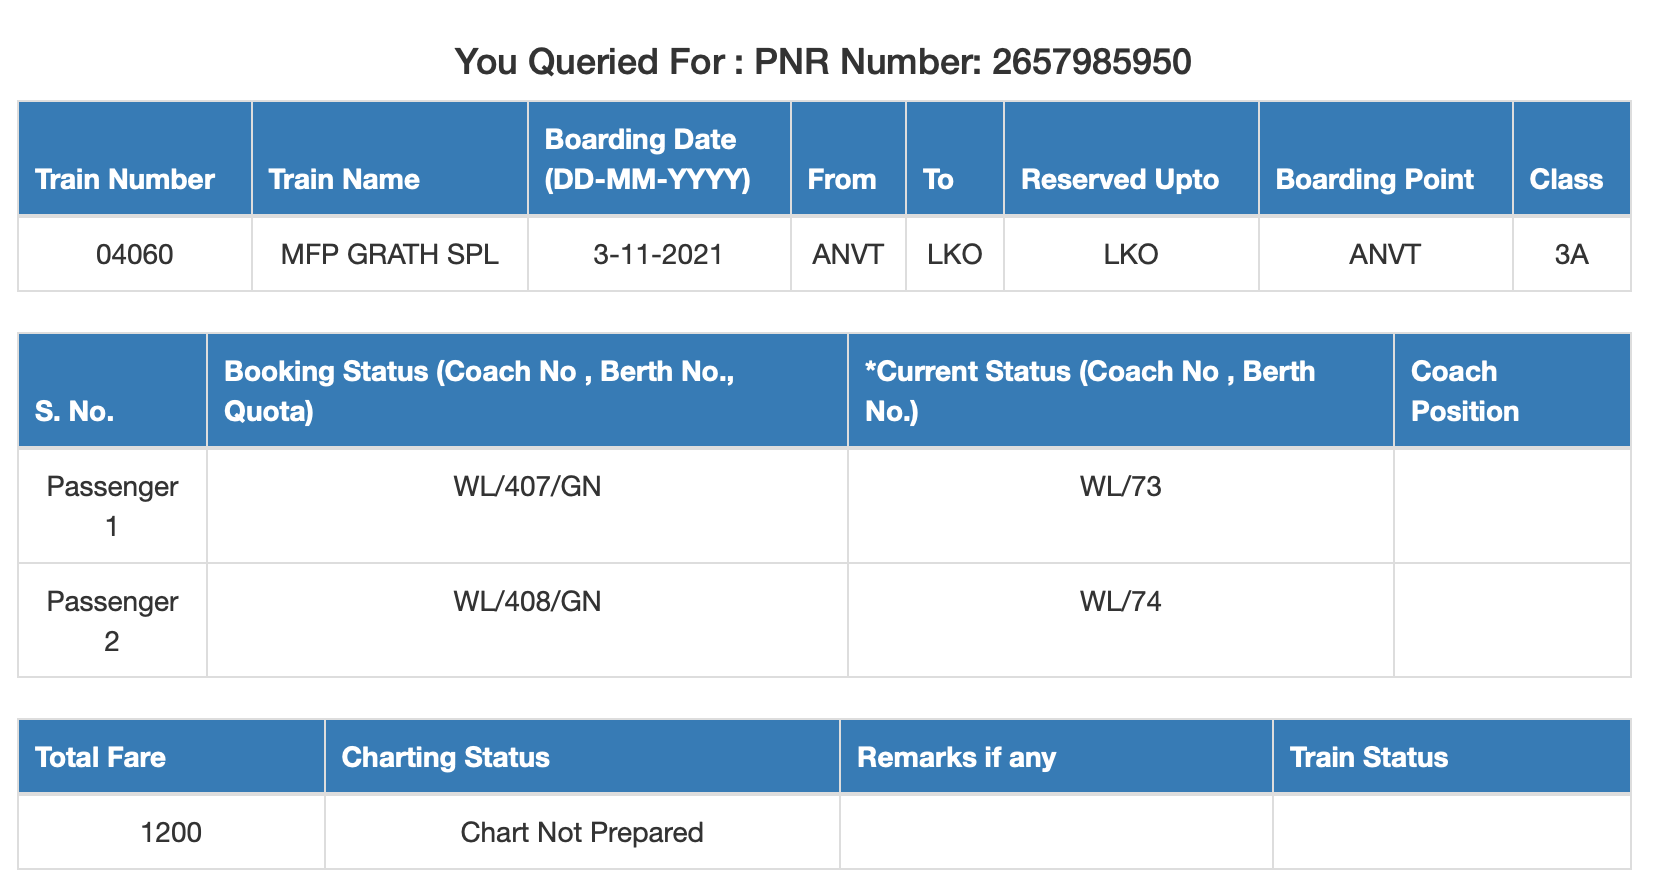 You Queried For : PNR Number: 2657985950
Train Number
Train Name
Boarding Date
(DD-MM-YYYY)
From
To
Reserved Upto
Boarding Point
Class
04060
MFP GRATH SPL
3-11-2021
ANVT
LKO
LKO
ANVT
3A
S. No.
Booking Status (Coach No , Berth No.,
Quota)
*Current Status (Coach No , Berth
No.)
Coach
Position
Passenger
1
WL/407/GN
WL/73
Passenger
2
WL/408/GN
WL/74
Total Fare
Charting Status
Remarks if any
Train Status
1200
Chart Not Prepared